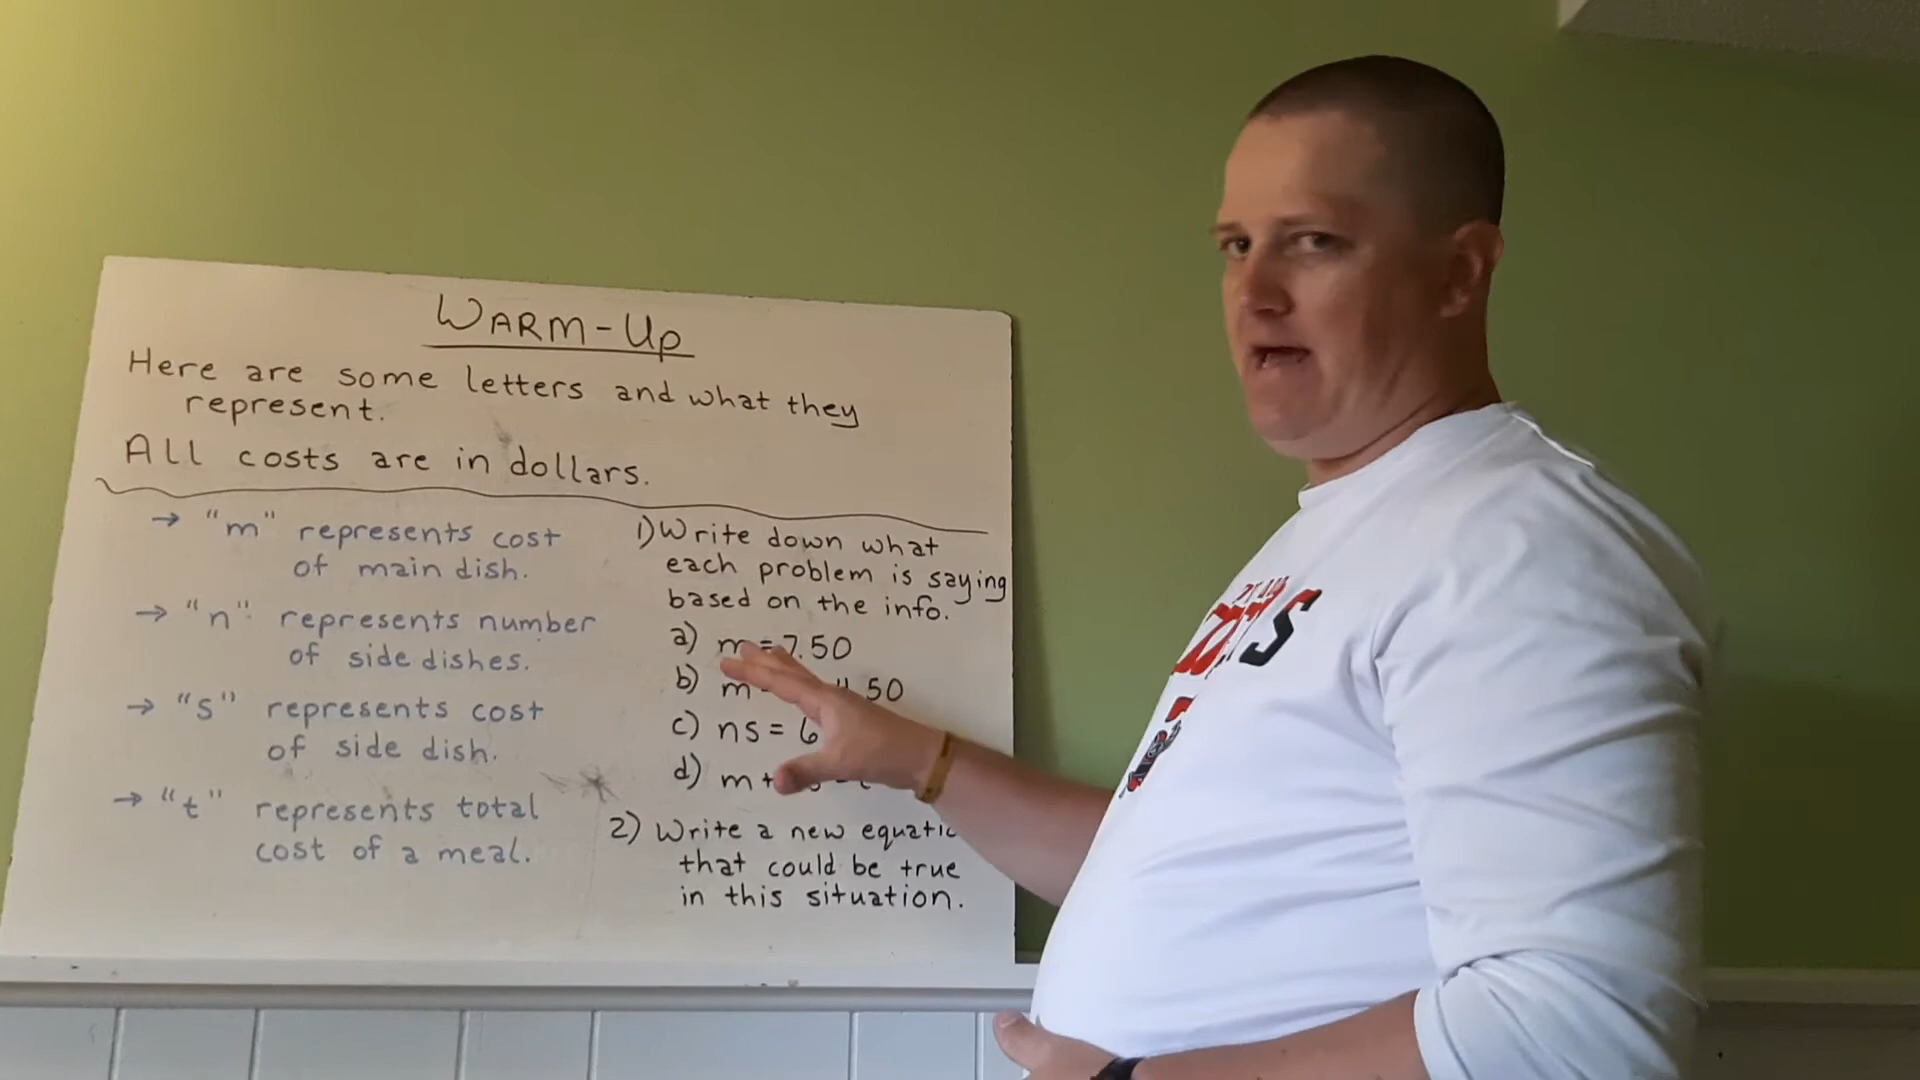 WARM-Up
Here are some letters and what they
represent.
ALL costs are in dollars.
→ "m" represents cost
of main dish.
→ "n" represents number
of side dishes.
→ "s" represents cost
of side dish.
→ "t" represents total
cost of a meal.
1) Write down what
each problem is saying
based on the info.
a) m=7.50
b) m 50
c) ns = 6
d) m +
2) Write a new
that could be true
in this situation.